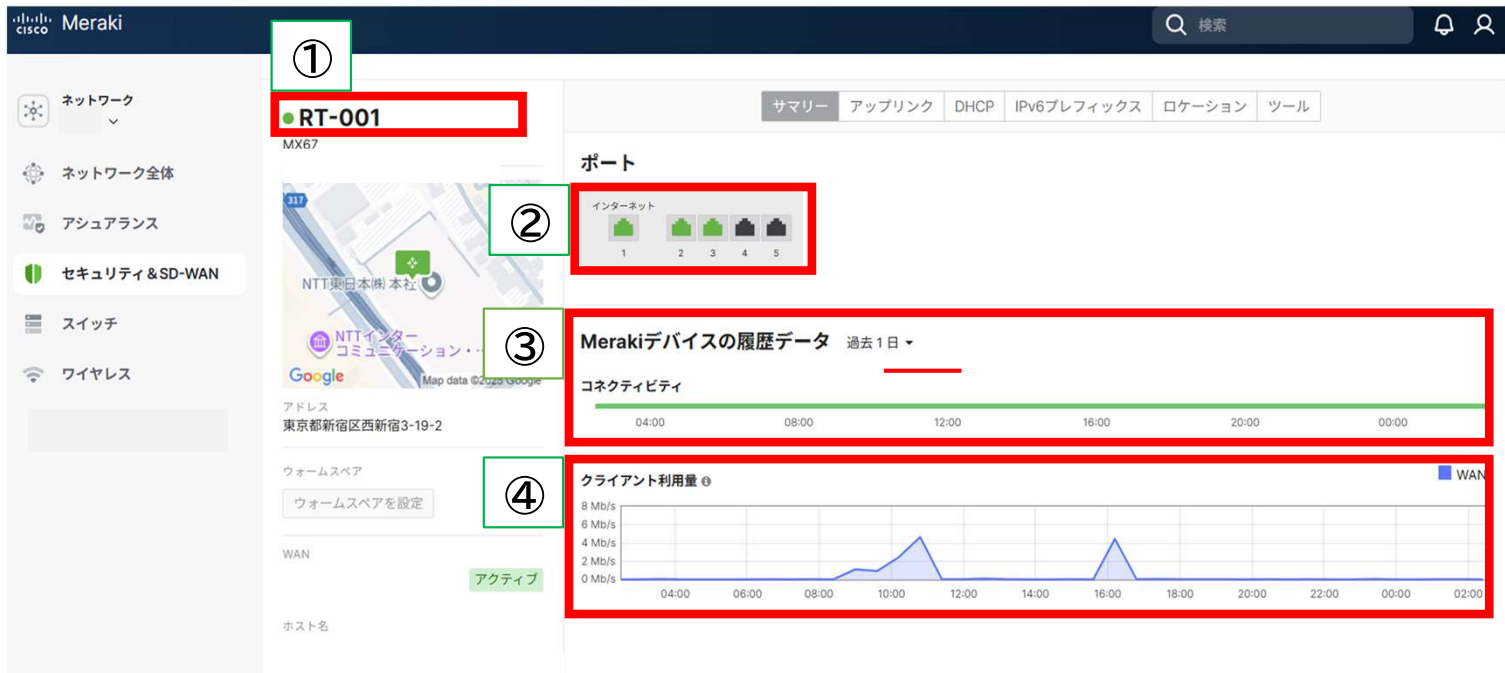 cisco Meraki
検索
①
ネットワーク
ネットワーク全体
アシュアランス
セキュリティ&SD-WAN
スイッチ
ワイヤレス
RT-001
MX67
317
NTT東日本㈱ 本社
NTTインター
コミュニケーション・…
Google
Map data ©2025 Google
アドレス
東京都新宿区西新宿3-19-2
ウォームスペア
ウォームスペアを設定
WAN
アクティブ
ホスト名
サマリー アップリンク DHCP IPv6プレフィックス ロケーション ツール
ポート
②
インターネット
1 2 3 4 5
③
Merakiデバイスの履歴データ 過去1日
コネクティビティ
04:00 08:00 12:00 16:00 20:00 00:00
④
クライアント利用量
WAN
8 Mb/s
6 Mb/s
4 Mb/s
2 Mb/s
0 Mb/s
04:00 06:00 08:00 10:00 12:00 14:00 16:00 18:00 20:00 22:00 00:00 02:00